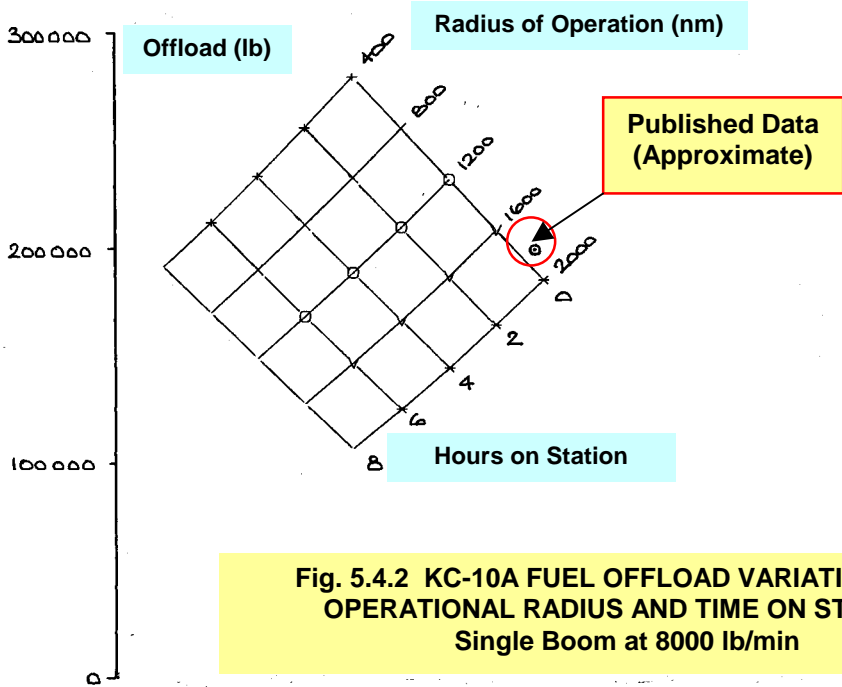 300000
Offload (lb)
Radius of Operation (nm)
400
800
1200
1600
2000
Published Data
(Approximate)
200000
0
2
4
6
8
100000
Hours on Station
Fig. 5.4.2 KC-10A FUEL OFFLOAD VARIATI
OPERATIONAL RADIUS AND TIME ON ST
Single Boom at 8000 lb/min
0